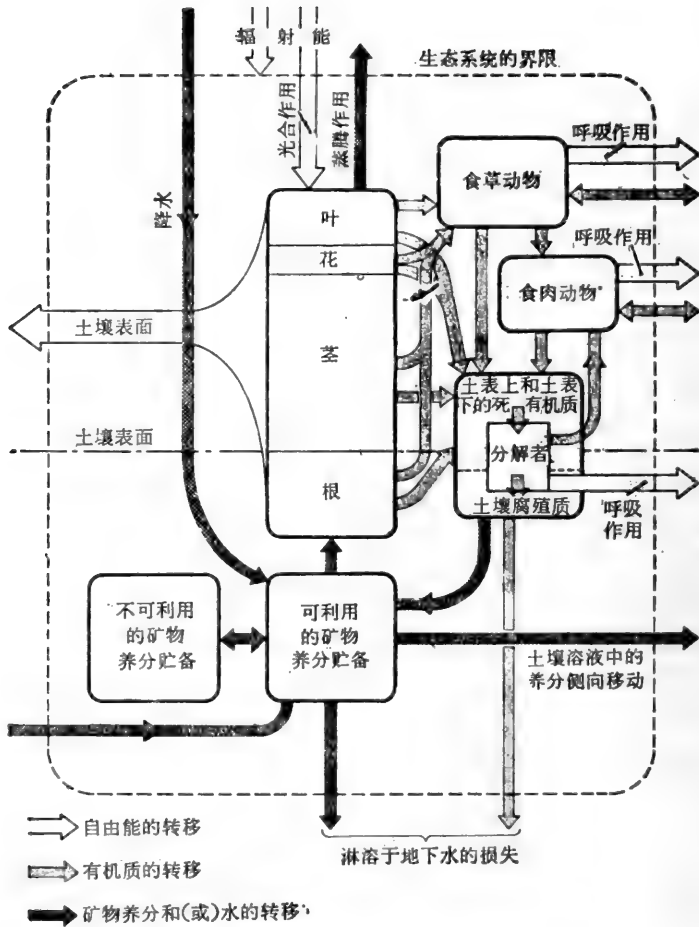 辐射能
生态系统的界限
光合作用
蒸腾作用
降水
呼吸作用
食草动物
叶
呼吸作用
花
食肉动物
土壤表面
茎
土表上和土表
下的死有机质
土壤表面
分解者
根
土壤腐殖质
呼吸
作用
不可利用
的矿物
养分贮备
可利用
的矿物
养分贮备
土壤溶液中的
养分侧向移动
自由能的转移
淋溶于地下水的损失
有机质的转移
矿物养分和(或)水的转移